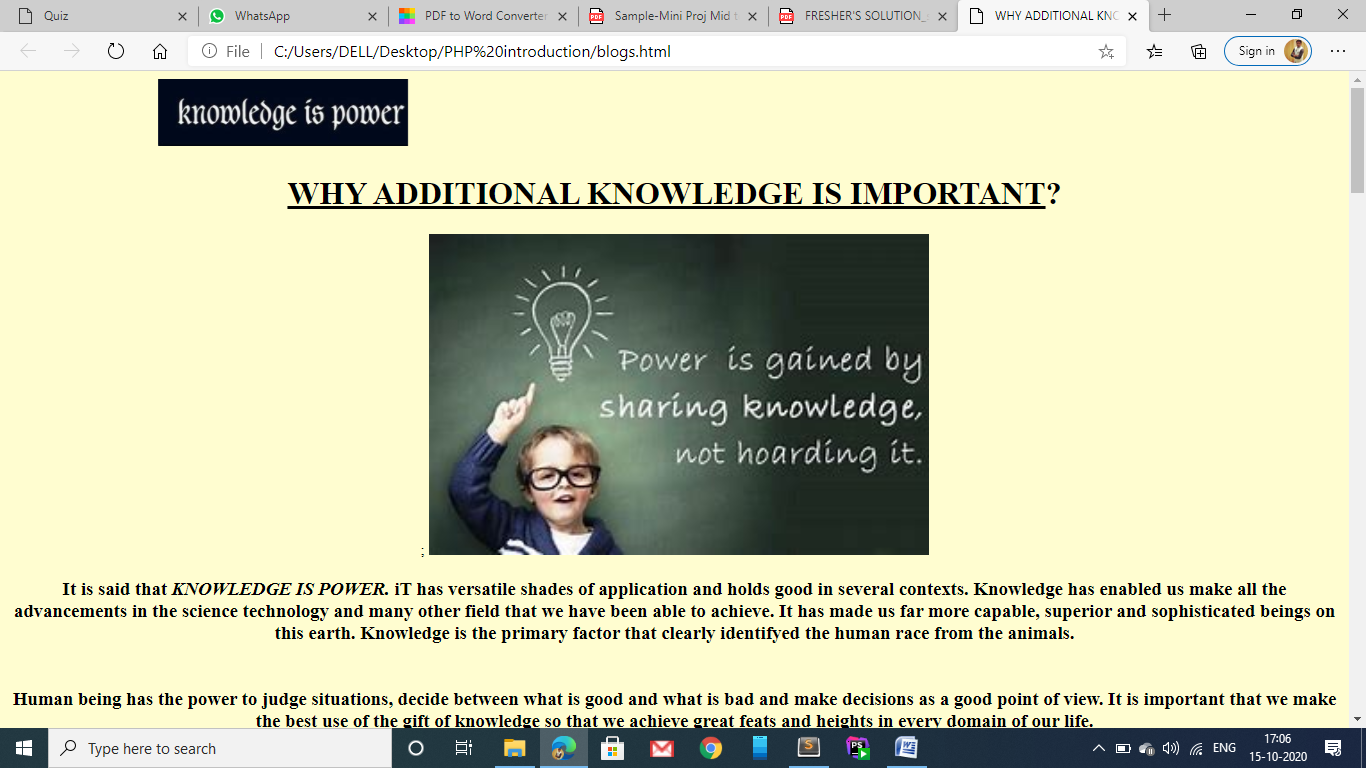 Quiz
WhatsApp
PDF to Word Converter
Sample-Mini Proj Mid t
FRESHER'S SOLUTION_
WHY ADDITIONAL KNO
File
C:/Users/DELL/Desktop/PHP%20introduction/blogs.html
Sign in
knowledge is power
WHY ADDITIONAL KNOWLEDGE IS IMPORTANT?
Power is gained by
sharing knowledge,
not hoarding it.
;
It is said that KNOWLEDGE IS POWER. iT has versatile shades of application and holds good in several contexts. Knowledge has enabled us make all the
advancements in the science technology and many other field that we have been able to achieve. It has made us far more capable, superior and sophisticated beings on
this earth. Knowledge is the primary factor that clearly identifyed the human race from the animals.
Human being has the power to judge situations, decide between what is good and what is bad and make decisions as a good point of view. It is important that we make
the best use of the gift of knowledge so that we achieve great feats and heights in every domain of our life.
Type here to search
ENG
17:06
15-10-2020